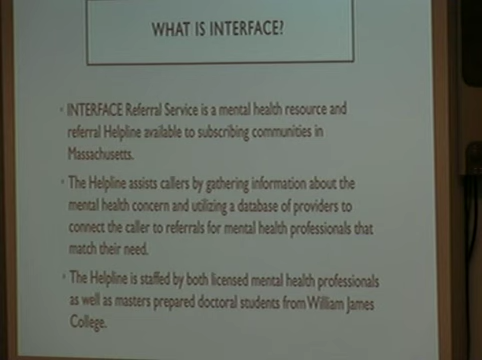 WHAT IS INTERFACE?
• INTERFACE Referral Service is a mental health resource and
referral Helpline available to subscribing communities in
Massachusetts.
• The Helpline assists callers by gathering information about the
mental health concern and utilizing a database of providers to
connect the caller to referrals for mental health professionals that
match their need.
• The Helpline is staffed by both licensed mental health professionals
as well as masters prepared doctoral students from William James
College.